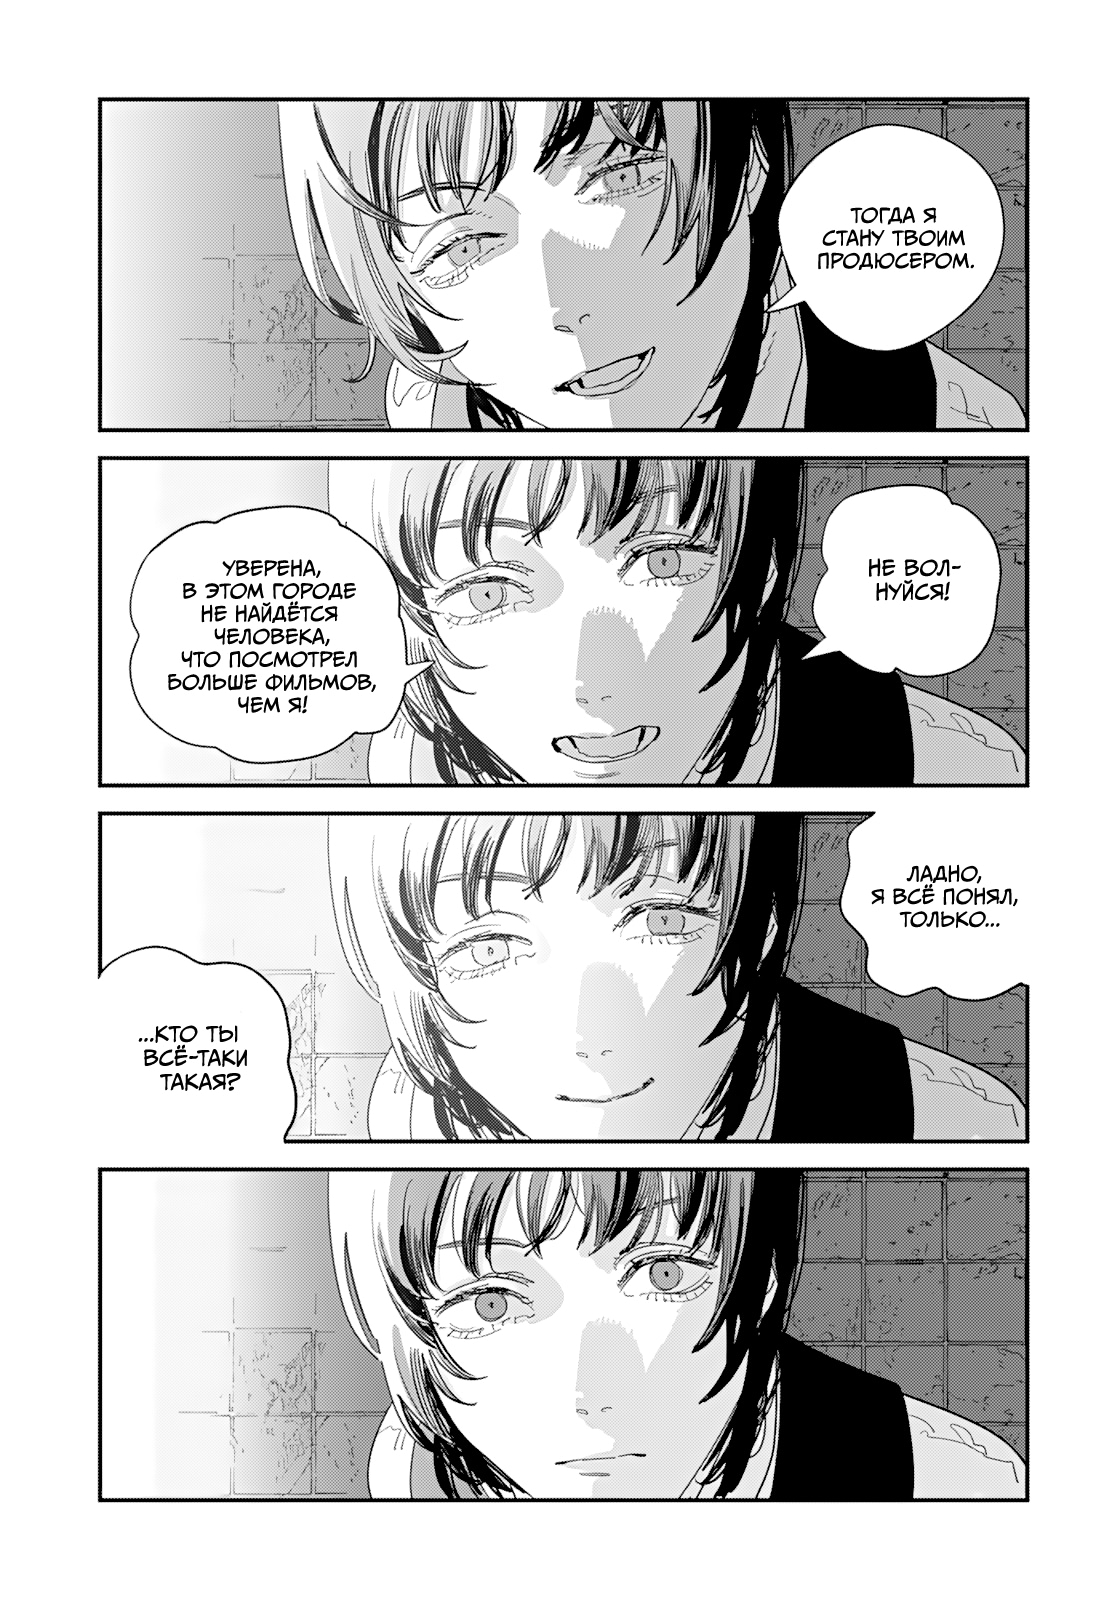 ТОГДА Я
СТАНУ ТВОИМ
ПРОДЮСЕРОМ.
НЕ ВОЛ-
НУЙСЯ!
УВЕРЕНА,
В ЭТОМ ГОРОДЕ
НЕ НАЙДЁТСЯ
ЧЕЛОВЕКА,
ЧТО ПОСМОТРЕЛ
БОЛЬШЕ ФИЛЬМОВ,
ЧЕМ Я!
ЛАДНО,
Я ВСЁ ПОНЯЛ,
ТОЛЬКО...
...КТО ТЫ
ВСЁ-ТАКИ
ТАКАЯ?